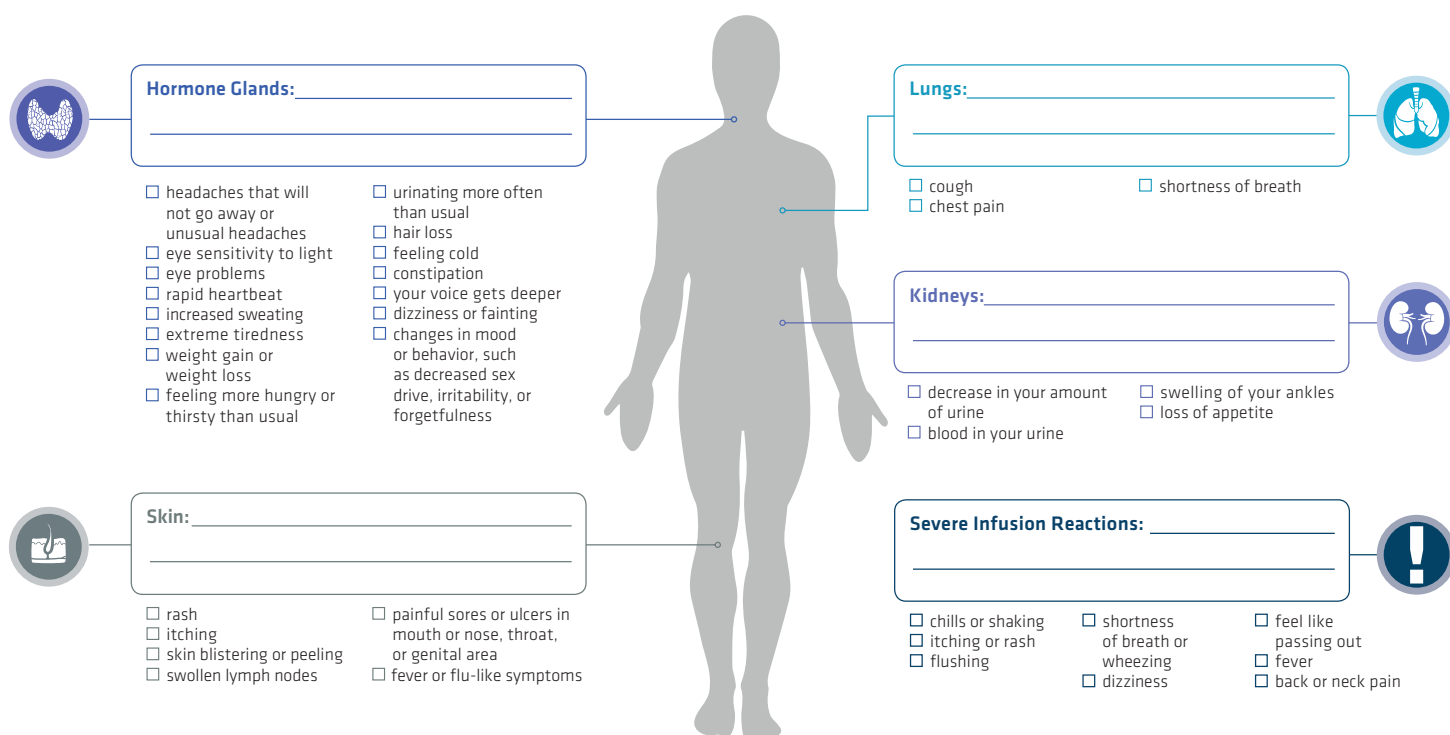 Hormone Glands:
headaches that will
not go away or
unusual headaches
eye sensitivity to light
eye problems
rapid heartbeat
increased sweating
extreme tiredness
weight gain or
weight loss
feeling more hungry or
thirsty than usual
urinating more often
than usual
hair loss
feeling cold
constipation
your voice gets deeper
dizziness or fainting
changes in mood
or behavior, such
as decreased sex
drive, irritability, or
forgetfulness
Lungs:
cough
chest pain
shortness of breath
Kidneys:
decrease in your amount
of urine
blood in your urine
swelling of your ankles
loss of appetite
Skin:
rash
itching
skin blistering or peeling
swollen lymph nodes
painful sores or ulcers in
mouth or nose, throat,
or genital area
fever or flu-like symptoms
Severe Infusion Reactions:
chills or shaking
itching or rash
flushing
shortness
of breath or
wheezing
dizziness
feel like
passing out
fever
back or neck pain